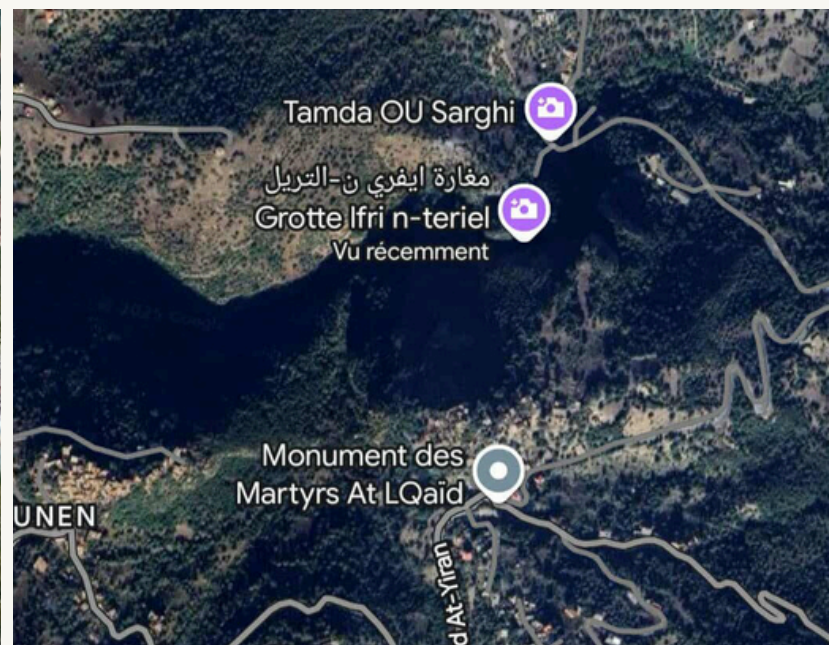 Tamda OU Sarghi
مغارة ايفري ن-التريل
Grotte Ifri n-teriel
Vu récemment
Monument des
Martyrs At LQaïd
UNEN
d At-Yiran